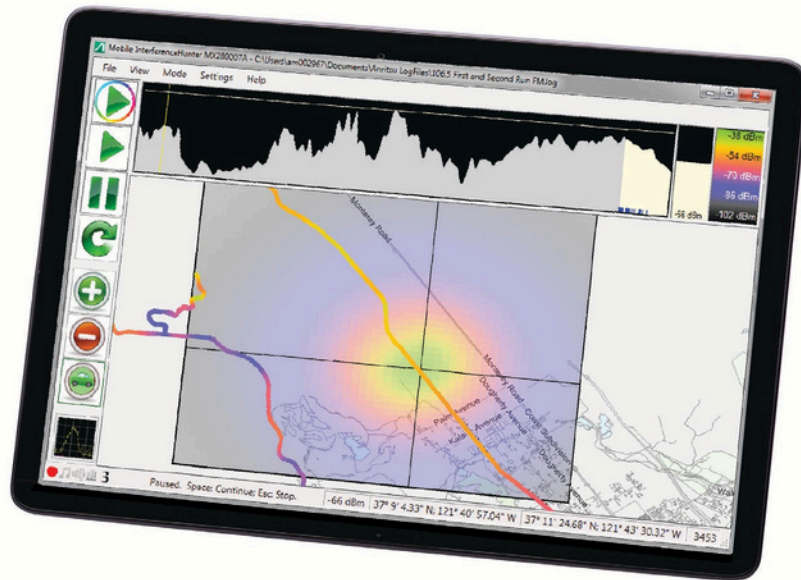 Mobile InterferenceHunter MX280007A - C:\Users\am002967\Documents\Anritsu LogFiles\106.5 First and Second Run FM.log
File View Mode Settings Help
-38 dBm
-54 dBm
-70 dBm
-86 dBm
-102 dBm
-66 dBm
Monterey Road
Monterey Road
Dougherty Avenue
Palm Avenue
Dougherty Avenue
3
Paused. Space: Continue; Esc: Stop.
-66 dBm
37° 9' 4.33" N; 121° 40' 57.04" W
37° 11' 24.68" N; 121° 43' 30.32" W
3453